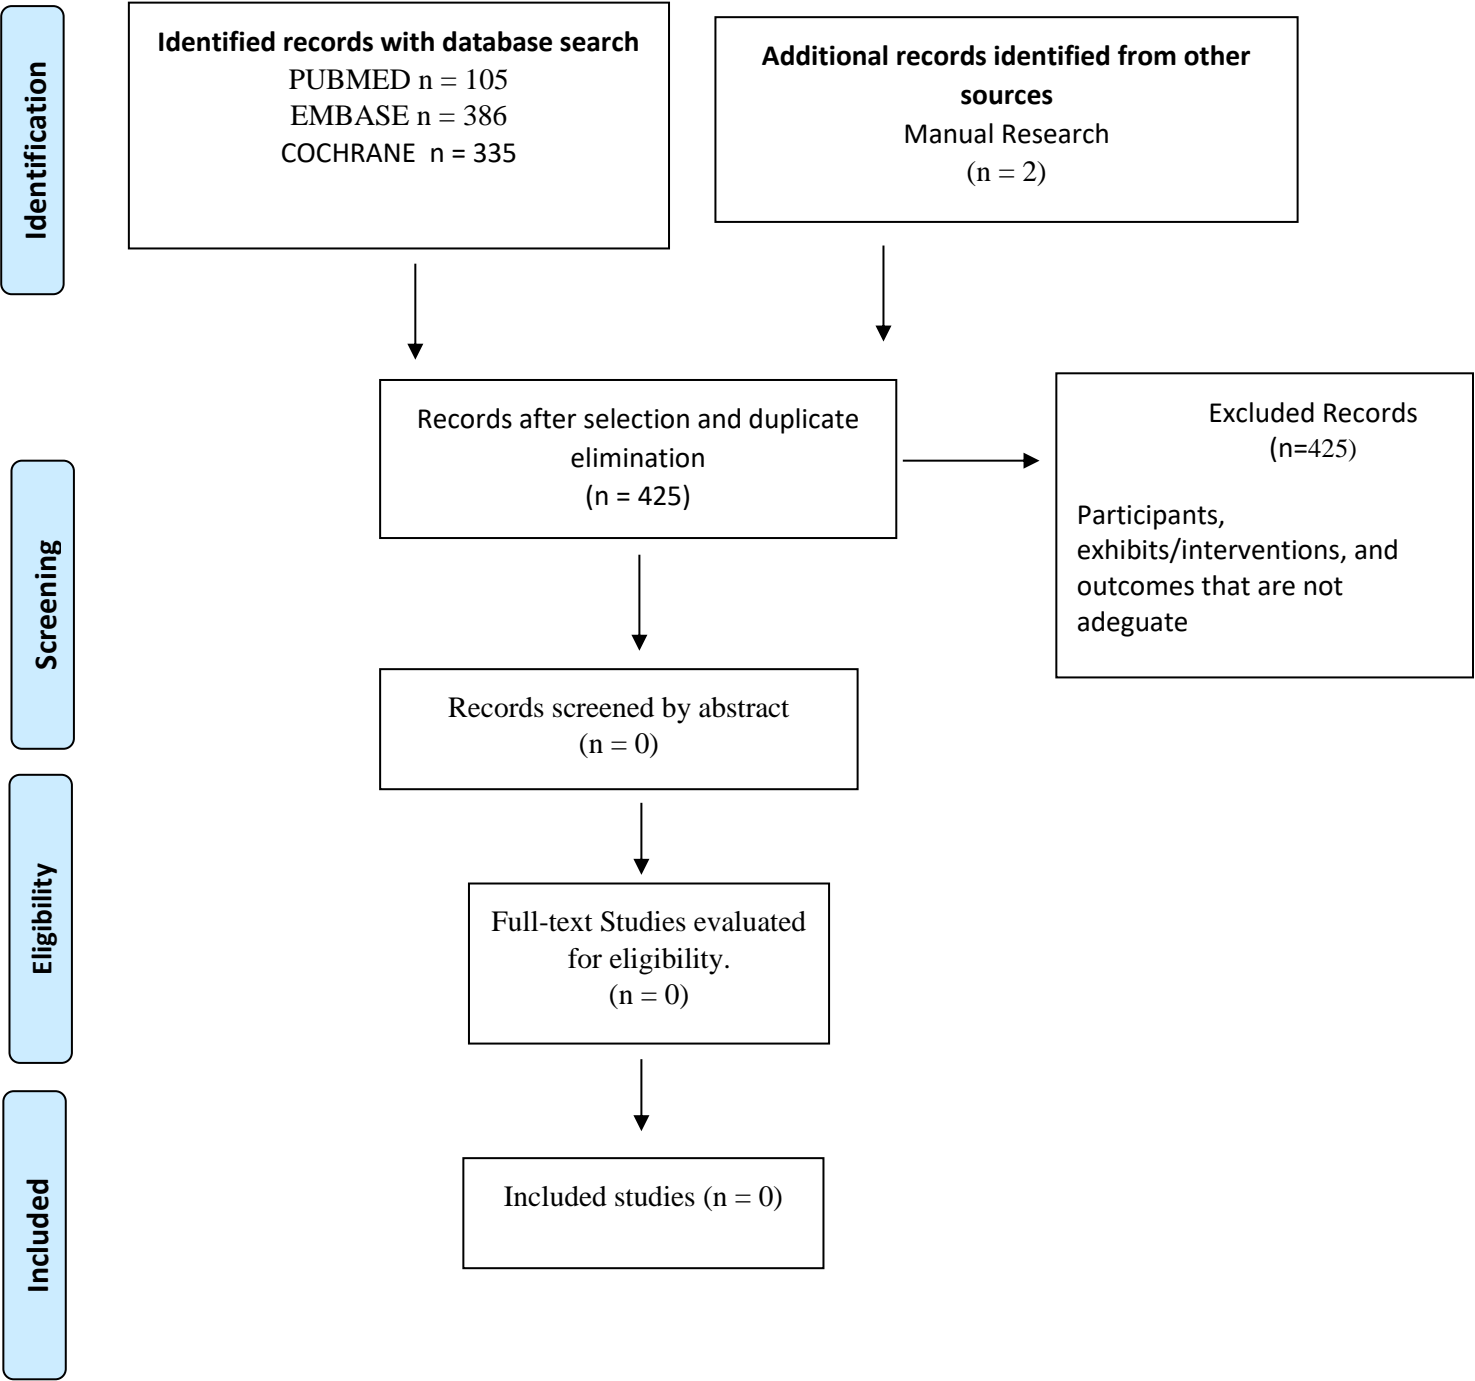 Identification
Identified records with database search
PUBMED n = 105
EMBASE n = 386
COCHRANE  n = 335
Additional records identified from other
sources
Manual Research
(n = 2)
Screening
Records after selection and duplicate
elimination
(n = 425)
Excluded Records
(n=425)
Participants,
exhibits/interventions, and
outcomes that are not
adeguate
Records screened by abstract
(n = 0)
Eligibility
Full-text Studies evaluated
for eligibility.
(n = 0)
Included
Included studies (n = 0)